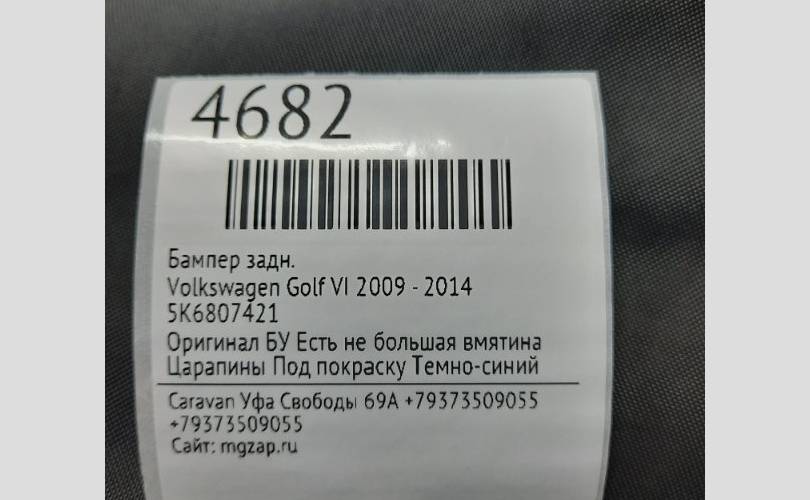 4682
Бампер задн.
Volkswagen Golf VI 2009 - 2014
5K6807421
Оригинал БУ Есть не большая вмятина
Царапины Под покраску Темно-синий
Caravan Уфа Свободы 69А +79373509055
+79373509055
Сайт: mgzap.ru